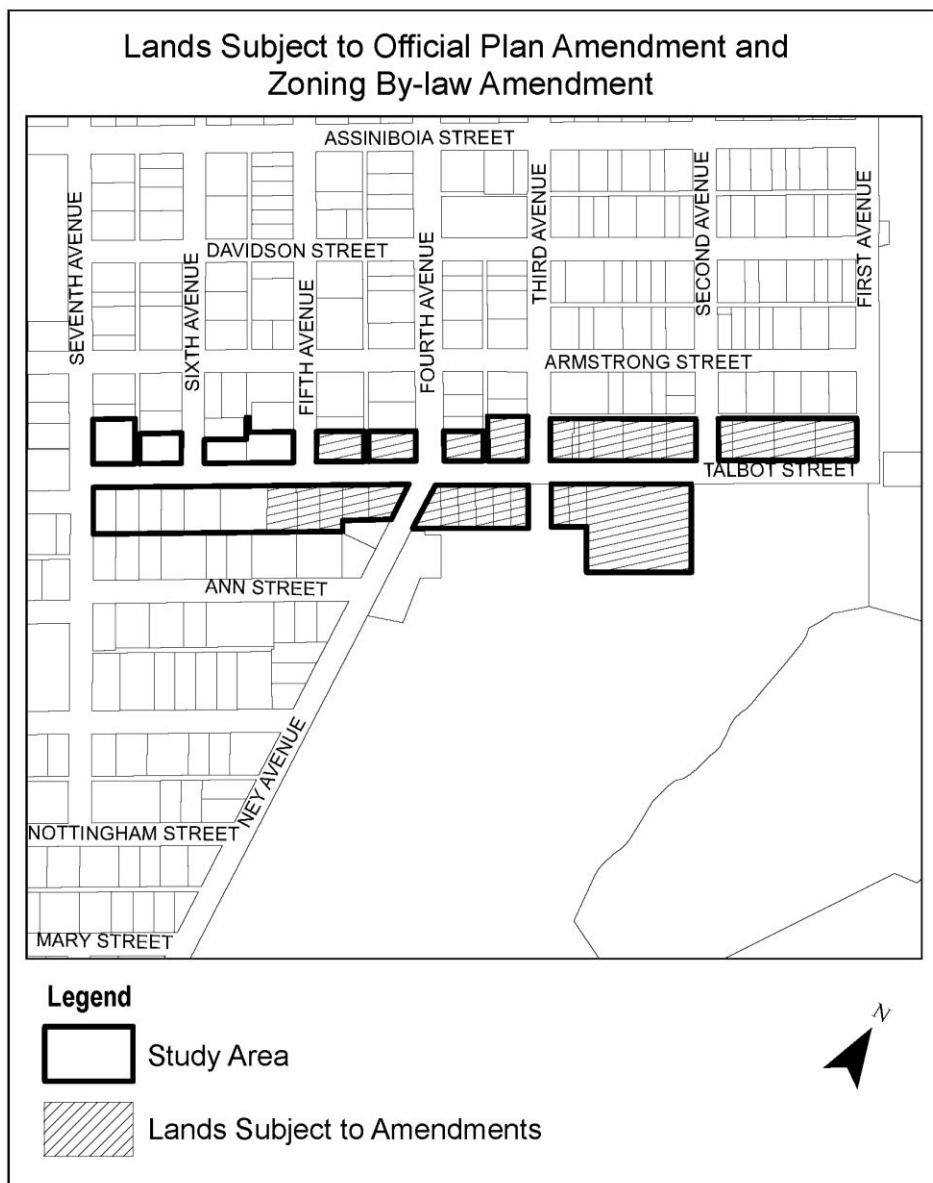 Lands Subject to Official Plan Amendment and
Zoning By-law Amendment
ASSINIBOIA STREET
DAVIDSON STREET
SEVENTH AVENUE
SIXTH AVENUE
FIFTH AVENUE
FOURTH AVENUE
THIRD AVENUE
SECOND AVENUE
FIRST AVENUE
ARMSTRONG STREET
TALBOT STREET
ANN STREET
NEY AVENUE
NOTTINGHAM STREET
MARY STREET
Legend
Study Area
N
Lands Subject to Amendments